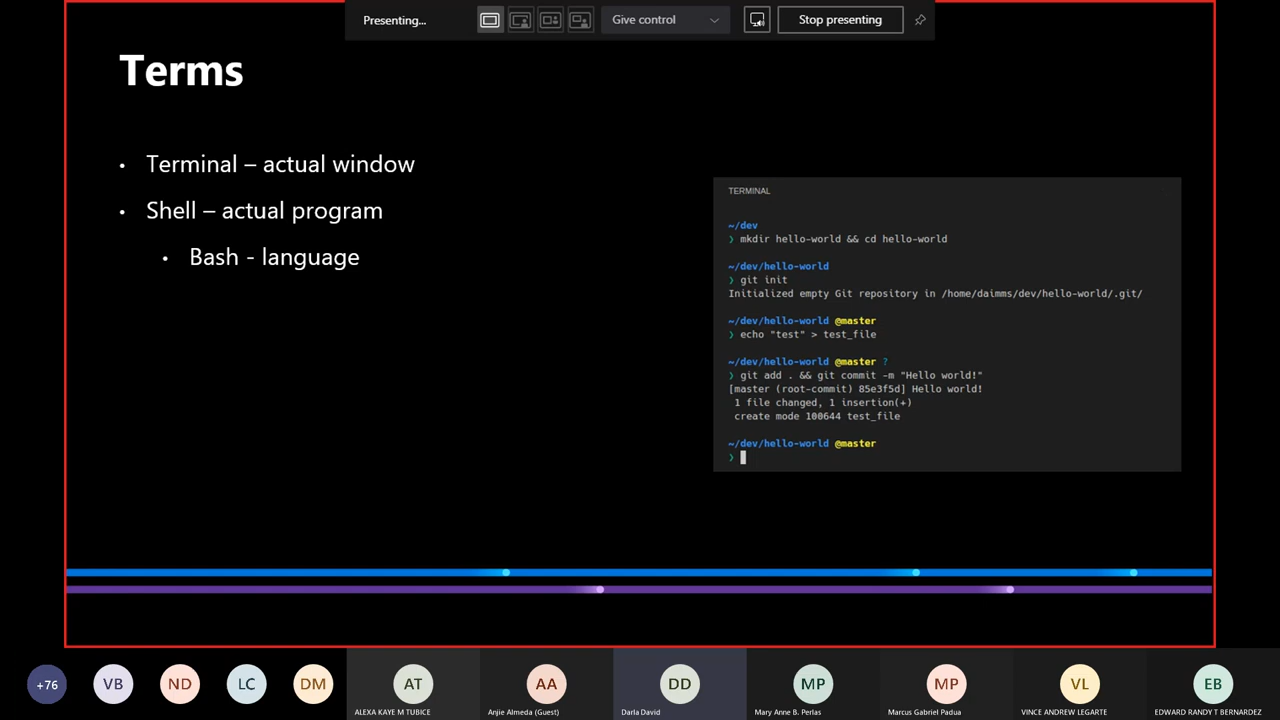 Presenting...
Give control
Stop presenting
Terms
• Terminal – actual window
• Shell – actual program
• Bash - language
TERMINAL
~/dev
❯ mkdir hello-world && cd hello-world
~/dev/hello-world
❯ git init
Initialized empty Git repository in /home/daimms/dev/hello-world/.git/
~/dev/hello-world @master
❯ echo "test" > test_file
~/dev/hello-world @master ?
❯ git add . && git commit -m "Hello world!"
[master (root-commit) 85e3f5d] Hello world!
1 file changed, 1 insertion(+)
create mode 100644 test_file
~/dev/hello-world @master
❯
+76 VB ND LC DM AT AA DD MP MP VL EB
ALEXA KAYE M TUBICE Anjie Almeda (Guest) Darla David Mary Anne B. Perlas Marcus Gabriel Padua VINCE ANDREW LEGARTE EDWARD RANDY T BERNARDEZ